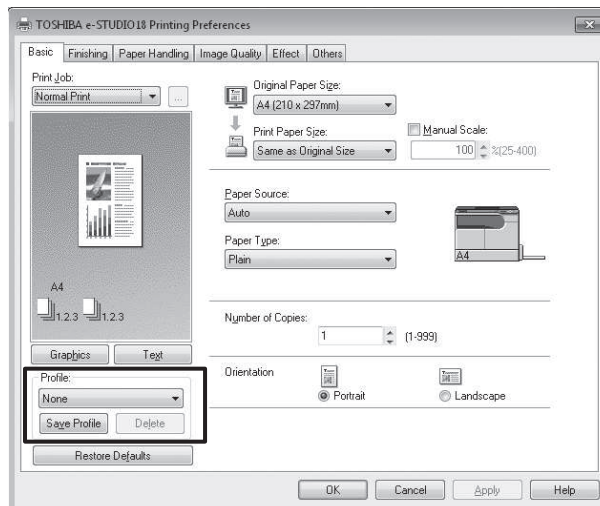 TOSHIBA e-STUDIO18 Printing Preferences
Basic Finishing Paper Handling Image Quality Effect Others
Print Job:
Normal Print
...
A4
1.2.3 1.2.3
Graphics Text
Profile:
None
Save Profile Delete
Restore Defaults
Original Paper Size:
A4 (210 x 297mm)
Print Paper Size:
Same as Original Size
Manual Scale:
100 %(25-400)
Paper Source:
Auto
Paper Type:
Plain
A4
Number of Copies:
1 (1-999)
Orientation
Portrait Landscape
OK Cancel Apply Help